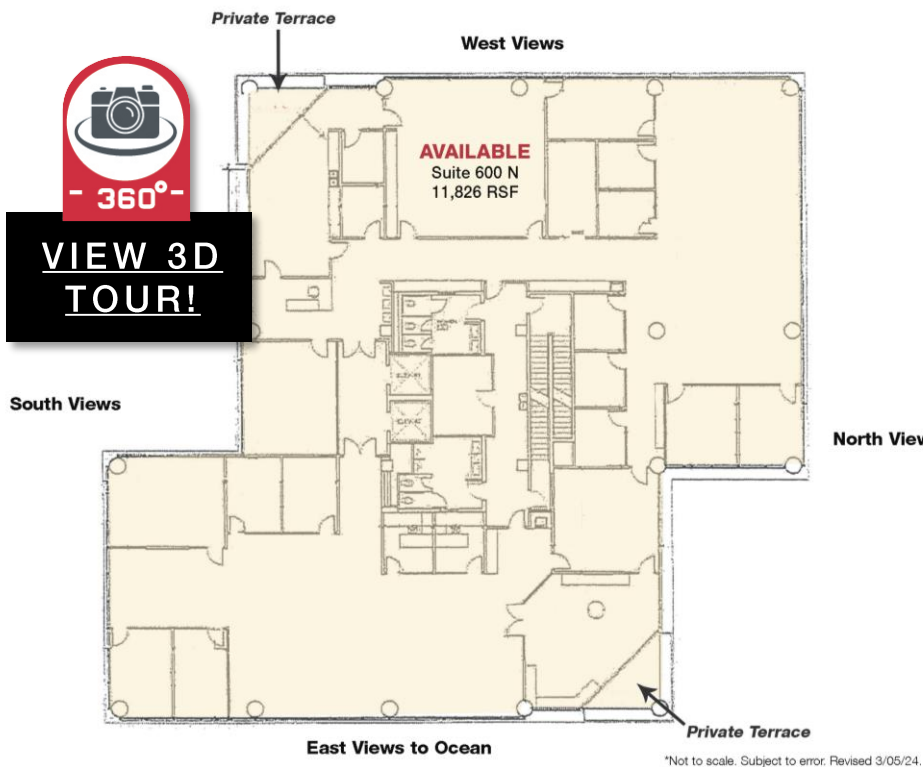 Private Terrace
West Views
360°
VIEW 3D
TOUR!
AVAILABLE
Suite 600 N
11,826 RSF
South Views
North View
East Views to Ocean
Private Terrace
*Not to scale. Subject to error. Revised 3/05/24.